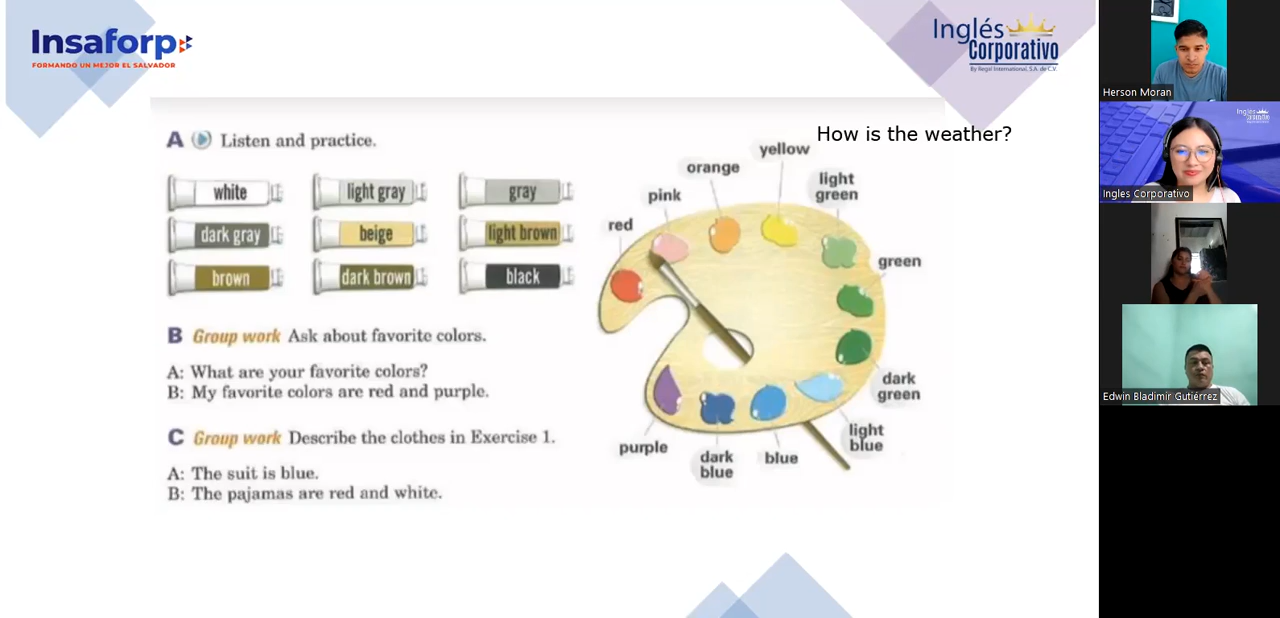 Insaforp
FORMANDO UN MEJOR EL SALVADOR
Inglés
Corporativo
By Regal International, S.A. de C.V.
A Listen and practice.
How is the weather?
white
light gray
gray
dark gray
beige
light brown
brown
dark brown
black
red
pink
orange
yellow
light
green
green
dark
green
light
blue
blue
dark
blue
purple
B Group work Ask about favorite colors.
A: What are your favorite colors?
B: My favorite colors are red and purple.
C Group work Describe the clothes in Exercise 1.
A: The suit is blue.
B: The pajamas are red and white.
Herson Moran
Ingles Corporativo
Edwin Bladimir Gutiérrez